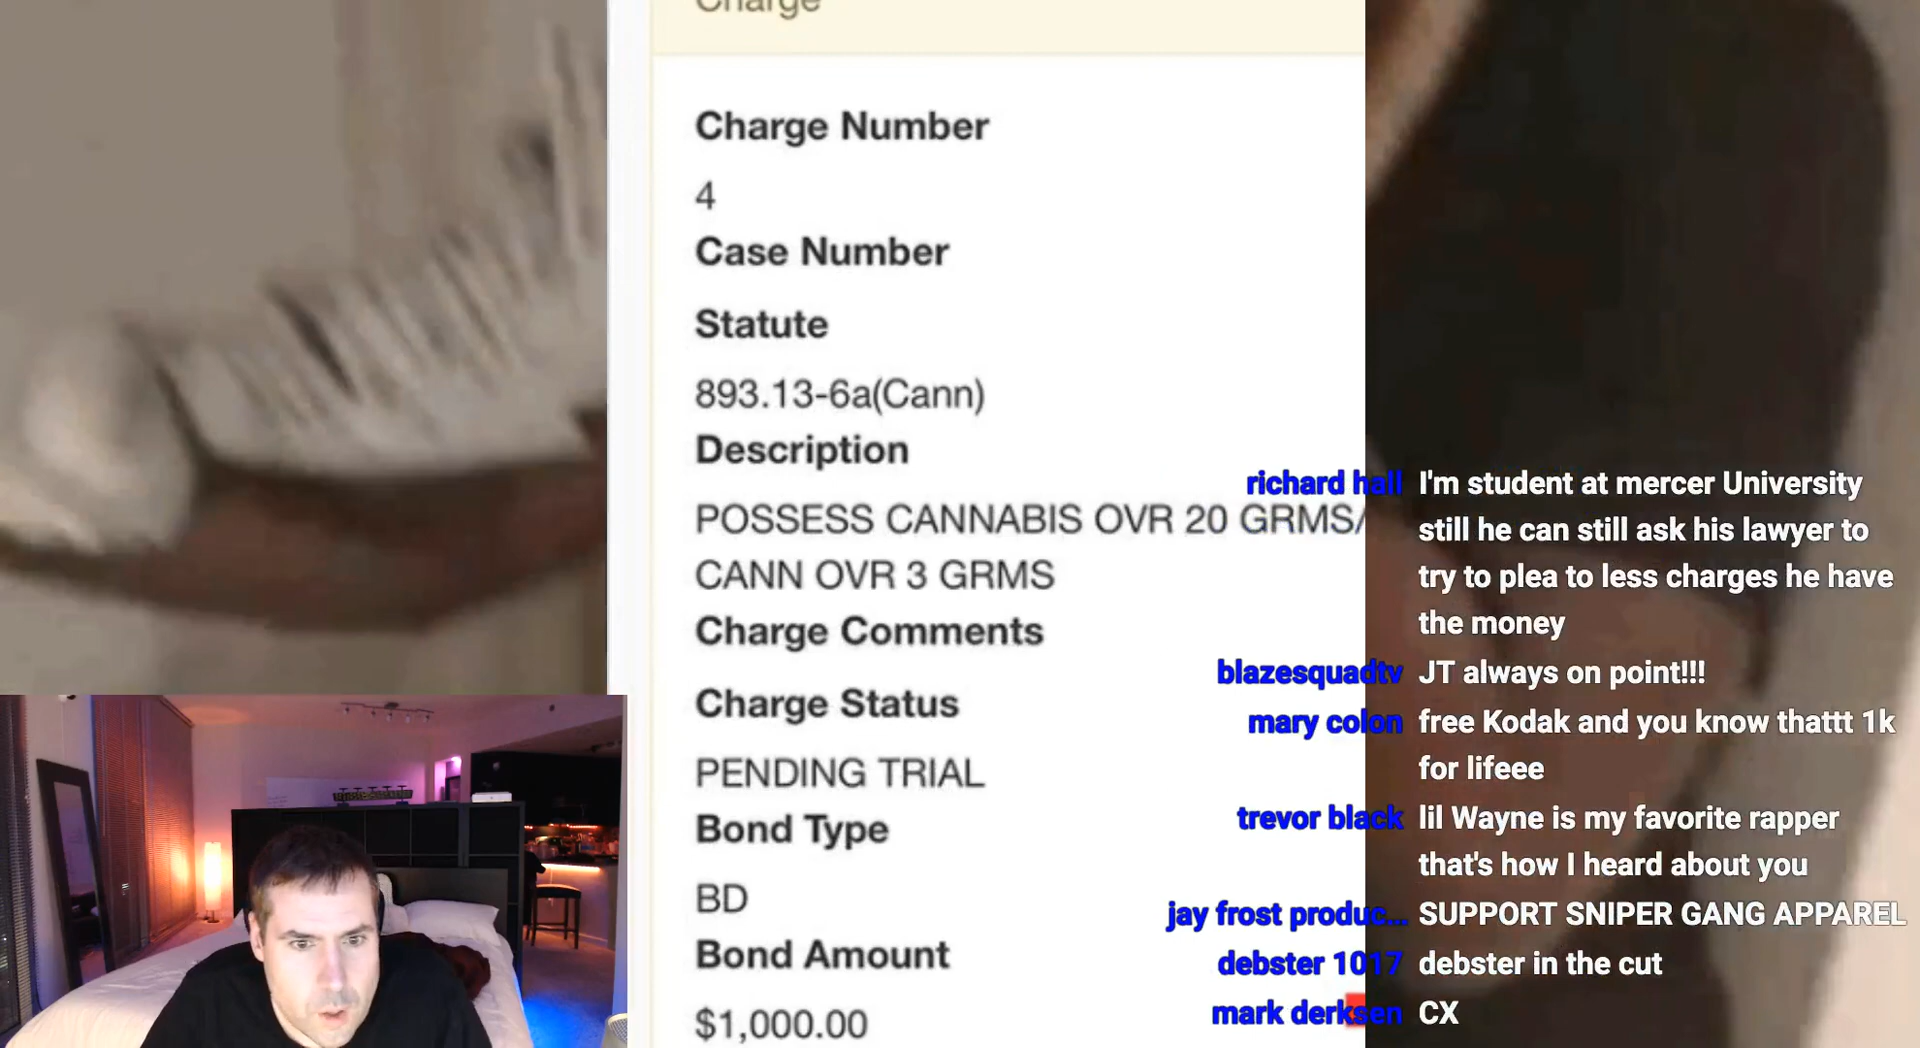 Charge
Charge Number
4
Case Number
Statute
893.13-6a(Cann)
Description
POSSESS CANNABIS OVR 20 GRMS/
CANN OVR 3 GRMS
Charge Comments
Charge Status
PENDING TRIAL
Bond Type
BD
Bond Amount
$1,000.00
richard hall I'm student at mercer University
still he can still ask his lawyer to
try to plea to less charges he have
the money
blazesquadtv JT always on point!!!
mary colon free Kodak and you know thattt 1k
for lifeee
trevor black lil Wayne is my favorite rapper
that's how I heard about you
jay frost produc... SUPPORT SNIPER GANG APPAREL
debster 1017 debster in the cut
mark derksen CX